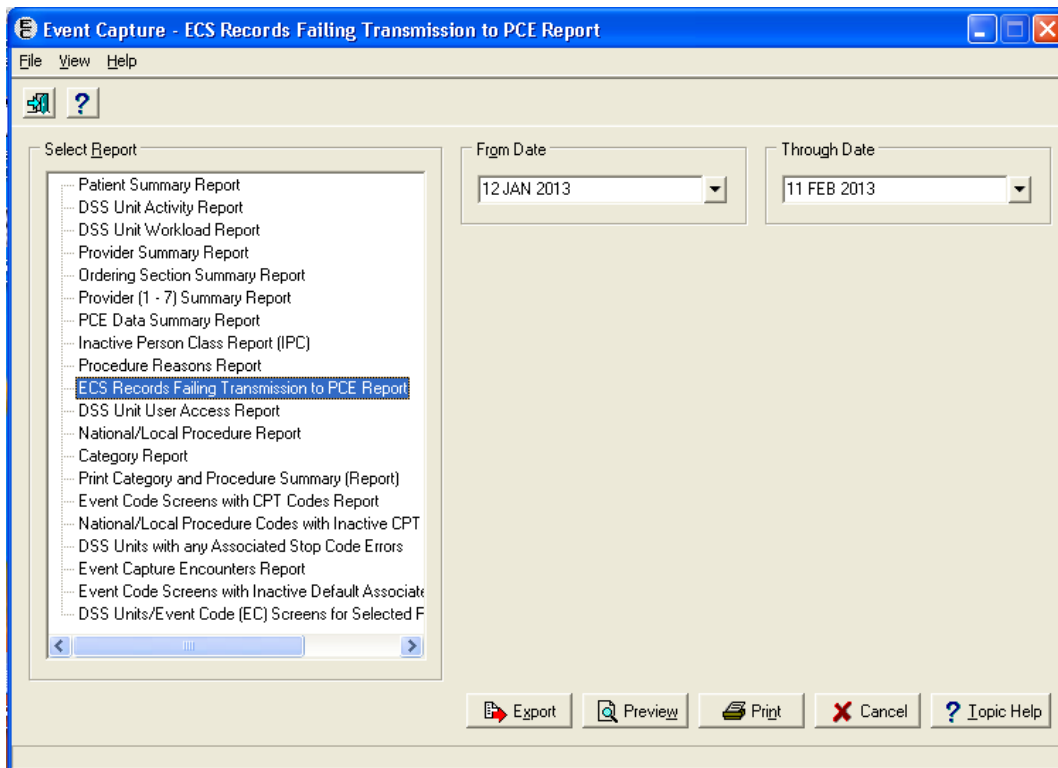 Event Capture - ECS Records Failing Transmission to PCE Report
File View Help
Select Report
From Date
Through Date
12 JAN 2013
11 FEB 2013
Patient Summary Report
DSS Unit Activity Report
DSS Unit Workload Report
Provider Summary Report
Ordering Section Summary Report
Provider (1 - 7) Summary Report
PCE Data Summary Report
Inactive Person Class Report (IPC)
Procedure Reasons Report
ECS Records Failing Transmission to PCE Report
DSS Unit User Access Report
National/Local Procedure Report
Category Report
Print Category and Procedure Summary (Report)
Event Code Screens with CPT Codes Report
National/Local Procedure Codes with Inactive CPT
DSS Units with any Associated Stop Code Errors
Event Capture Encounters Report
Event Code Screens with Inactive Default Associate
DSS Units/Event Code (EC) Screens for Selected F
Export Preview Print Cancel ? Topic Help